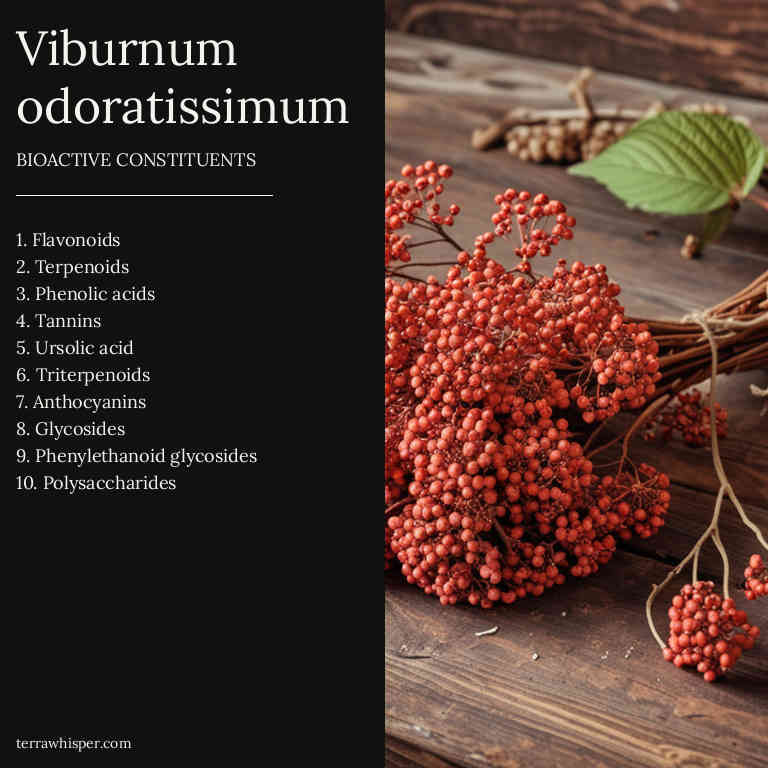 Viburnum
odoratissimum
BIOACTIVE CONSTITUENTS
1. Flavonoids
2. Terpenoids
3. Phenolic acids
4. Tannins
5. Ursolic acid
6. Triterpenoids
7. Anthocyanins
8. Glycosides
9. Phenylethanoid glycosides
10. Polysaccharides
terrawhisper.com